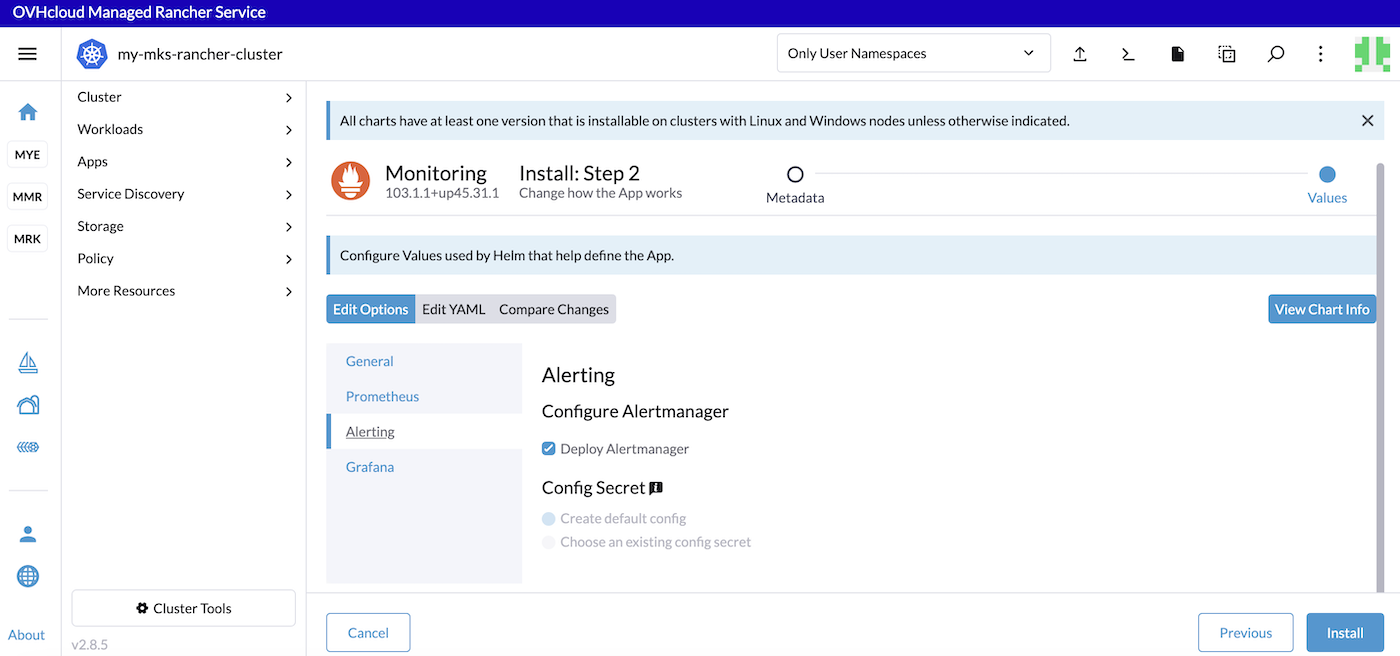 OVHcloud Managed Rancher Service
my-mks-rancher-cluster
Only User Namespaces
MYE
MMR
MRK
About
Cluster
Workloads
Apps
Service Discovery
Storage
Policy
More Resources
Cluster Tools
v2.8.5
All charts have at least one version that is installable on clusters with Linux and Windows nodes unless otherwise indicated.
Monitoring
103.1.1+up45.31.1
Install: Step 2
Change how the App works
Metadata
Values
Configure Values used by Helm that help define the App.
Edit Options Edit YAML Compare Changes
View Chart Info
General
Prometheus
Alerting
Grafana
Alerting
Configure Alertmanager
Deploy Alertmanager
Config Secret
Create default config
Choose an existing config secret
Cancel
Previous
Install